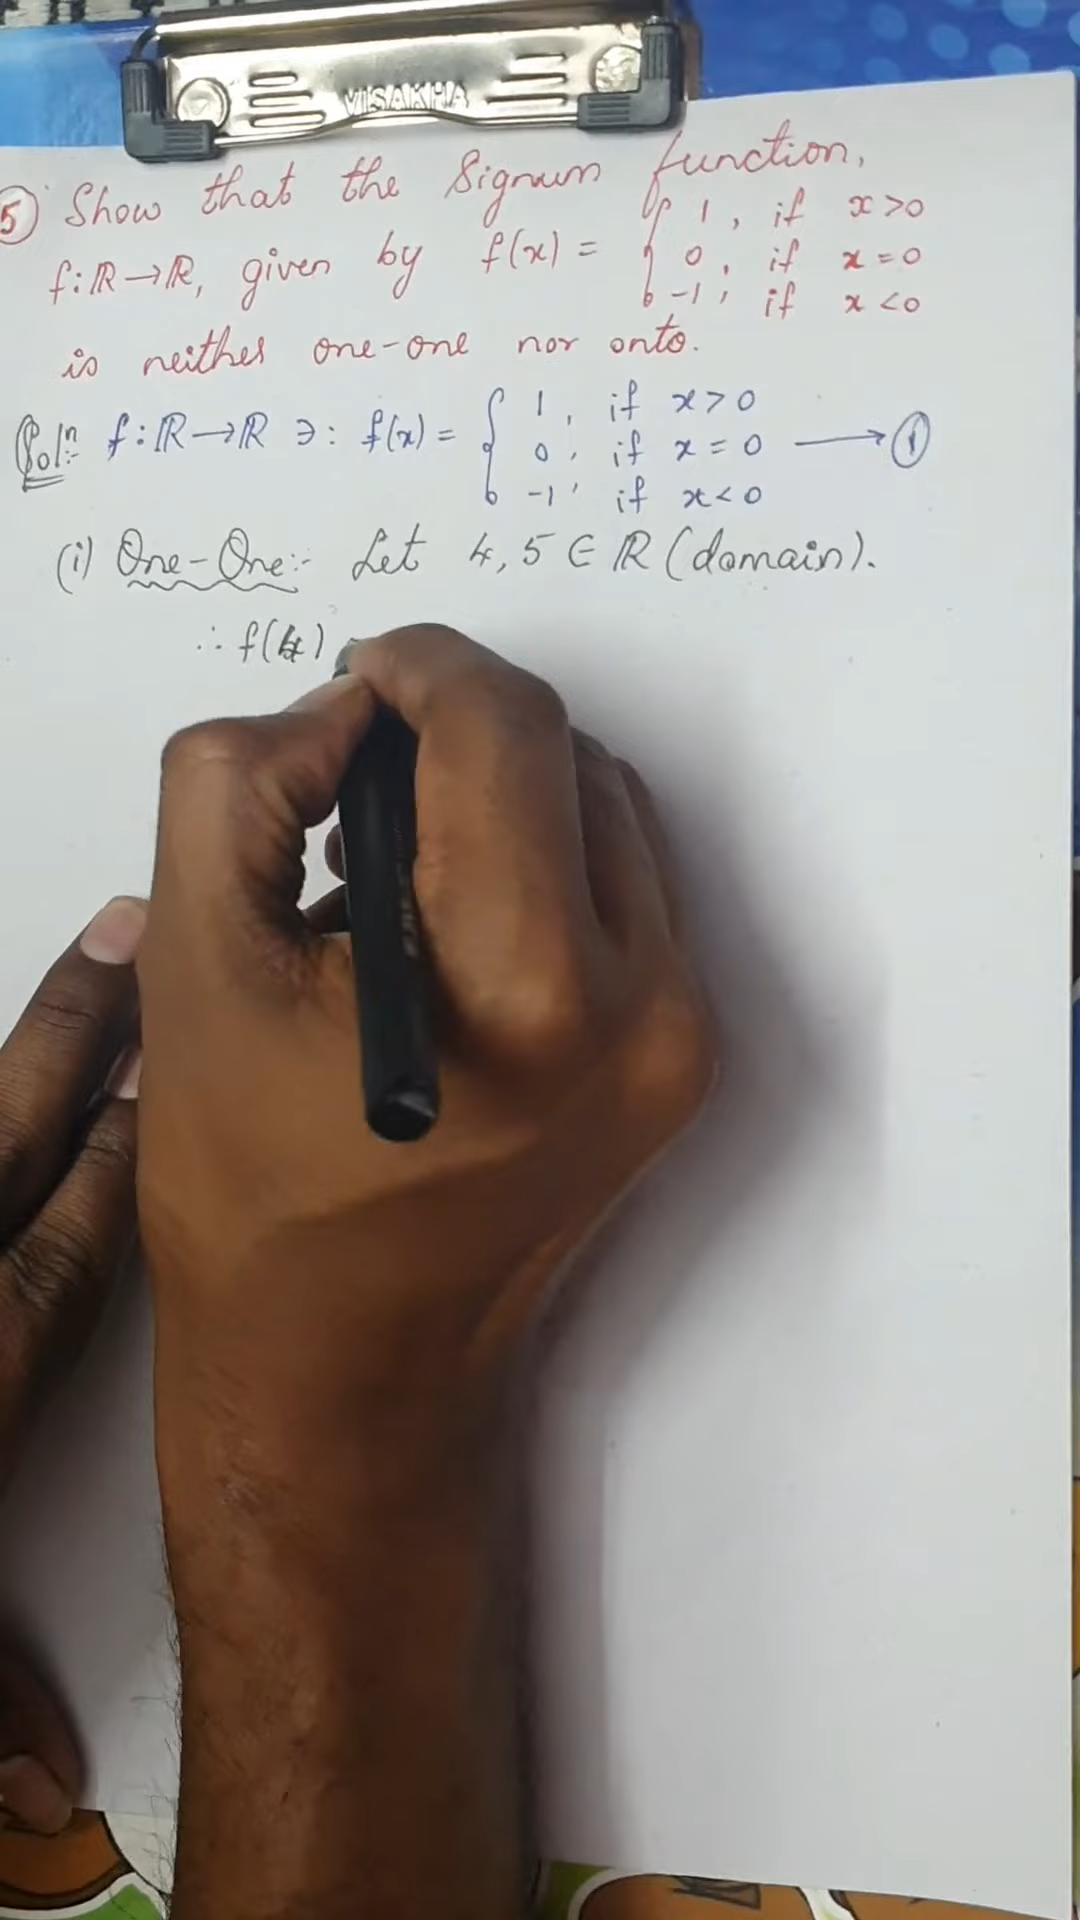 VISAKHA
5) Show that the Signum function,
f:ℝ→ℝ, given by f(x) = { 1, if x>0
0, if x=0
-1, if x<0
is neither one-one nor onto.
Solⁿ:- f:ℝ→ℝ ∋: f(x) = { 1, if x>0
0, if x=0 ⟶ ①
-1, if x<0
(i) One-One:- Let 4,5 ∈ ℝ (domain).
∴ f(4)